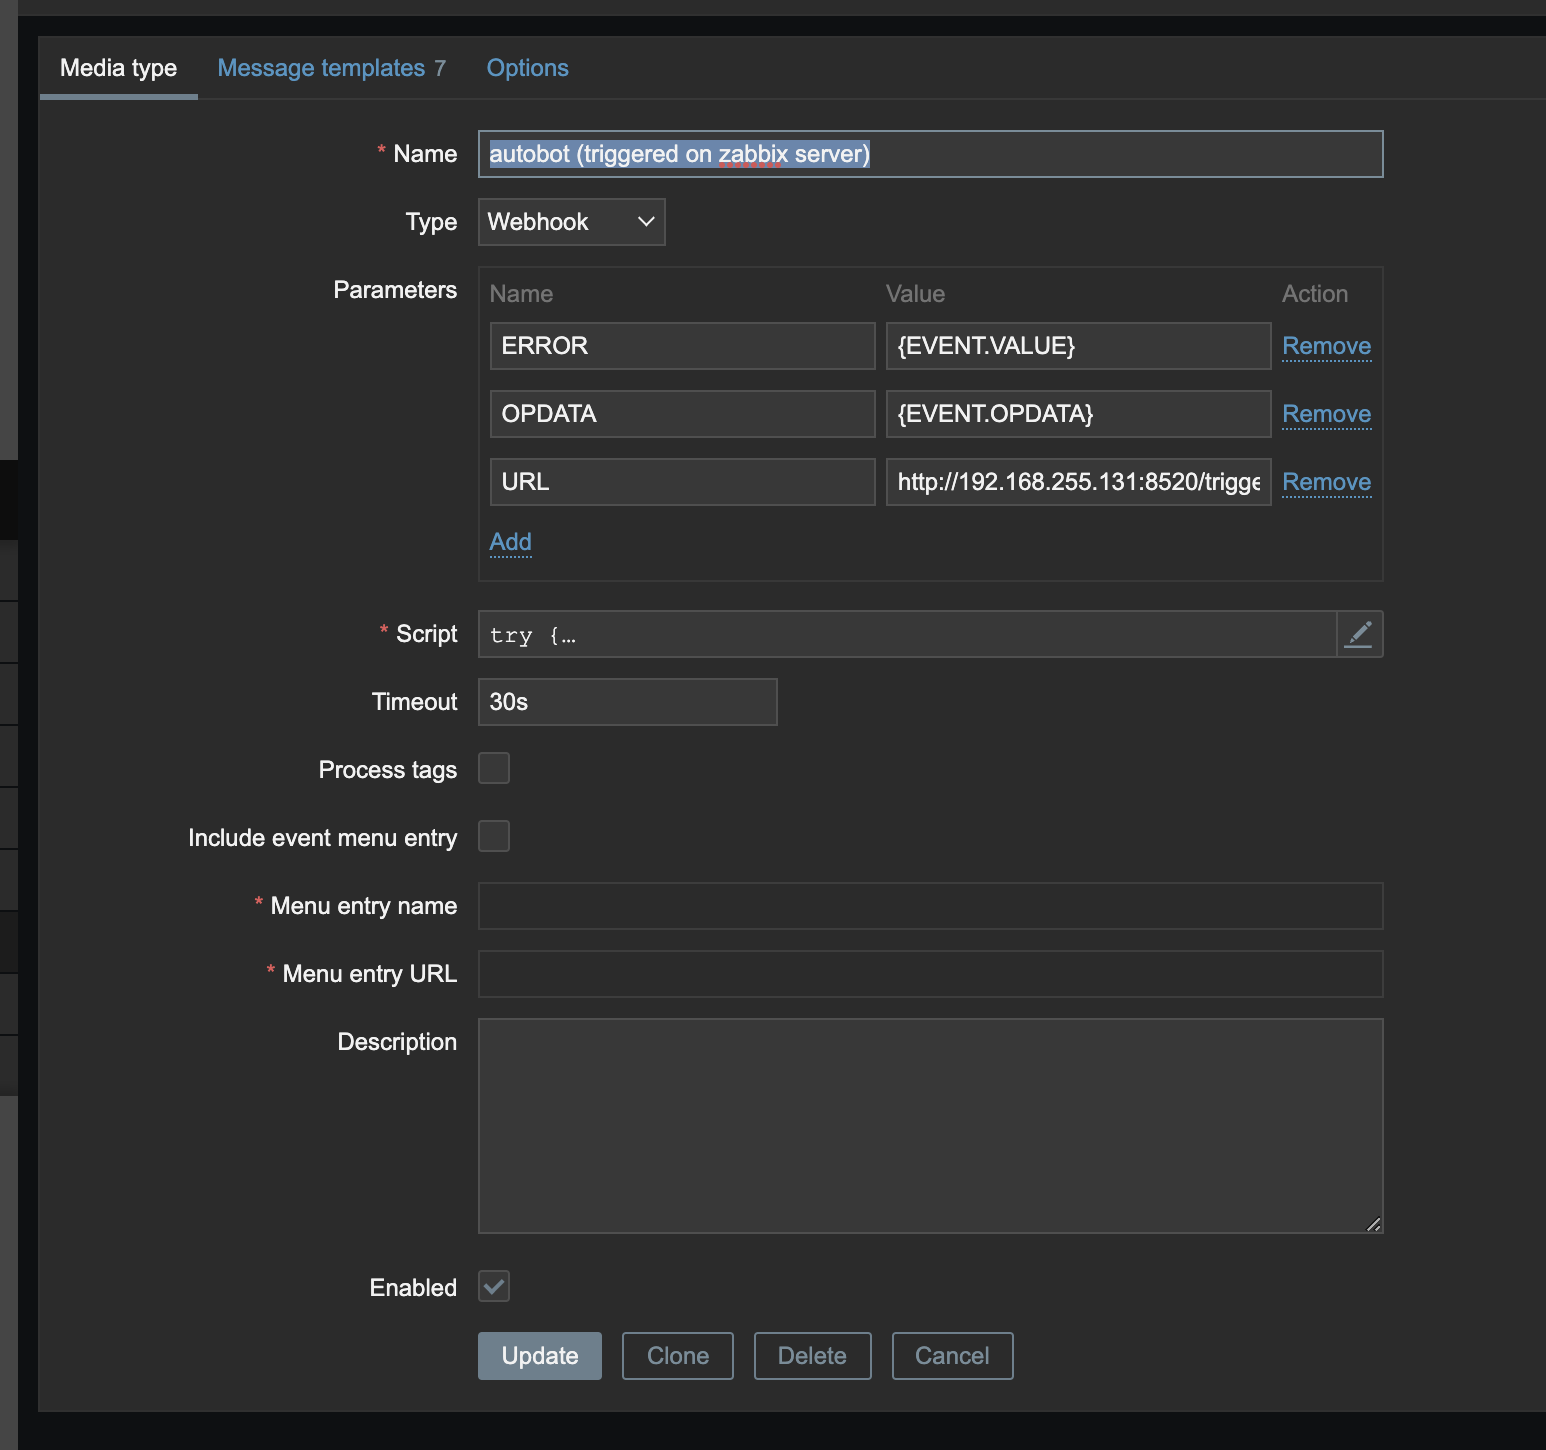 Media type Message templates 7 Options
* Name autobot (triggered on zabbix server)
Type Webhook
Parameters Name Value Action
ERROR {EVENT.VALUE} Remove
OPDATA {EVENT.OPDATA} Remove
URL http://192.168.255.131:8520/trigge Remove
Add
* Script try {…
Timeout 30s
Process tags
Include event menu entry
* Menu entry name
* Menu entry URL
Description
Enabled
Update Clone Delete Cancel